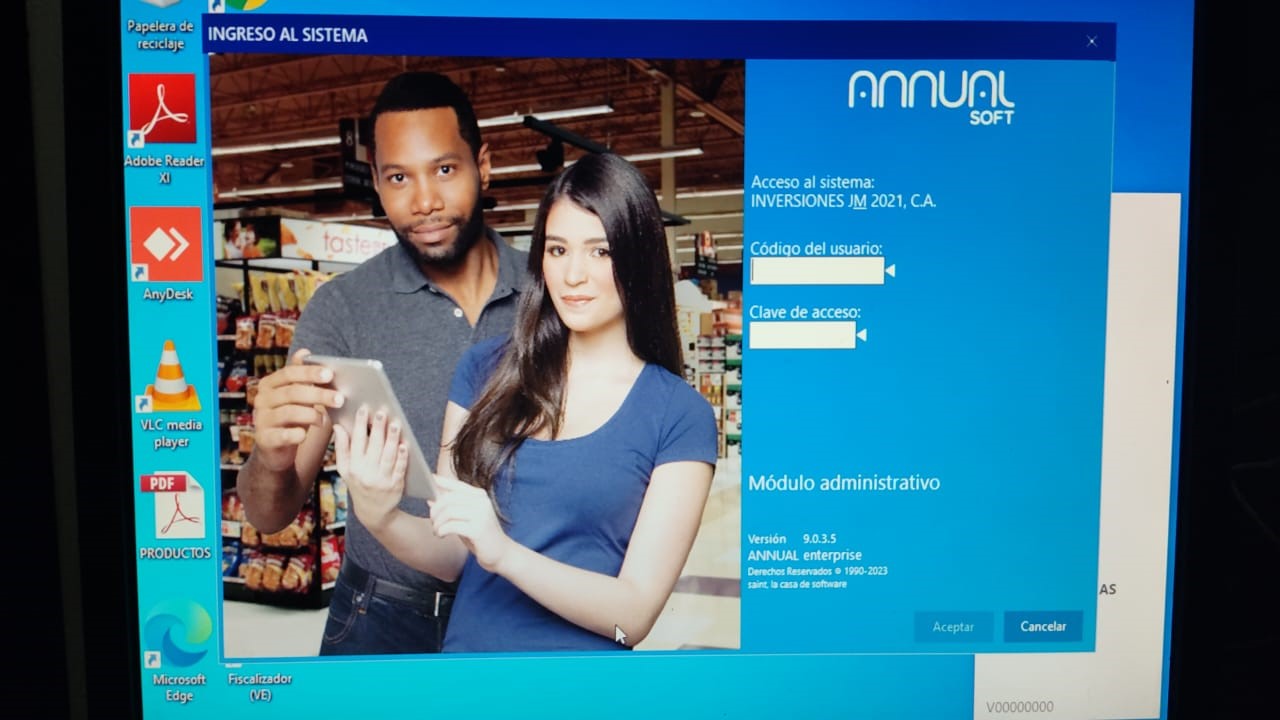 Papelera de
reciclaje
INGRESO AL SISTEMA
ANNUAL
SOFT
Adobe Reader
XI
Acceso al sistema:
INVERSIONES JM 2021, C.A.
taste
Código del usuario:
AnyDesk
Clave de acceso:
VLC media
player
PDF
PRODUCTOS
Módulo administrativo
Versión 9.0.3.5
ANNUAL enterprise
Derechos Reservados © 1990-2023
saint, la casa de software
AS
Aceptar
Cancelar
Microsoft
Edge
Fiscalizador
(VE)
V00000000